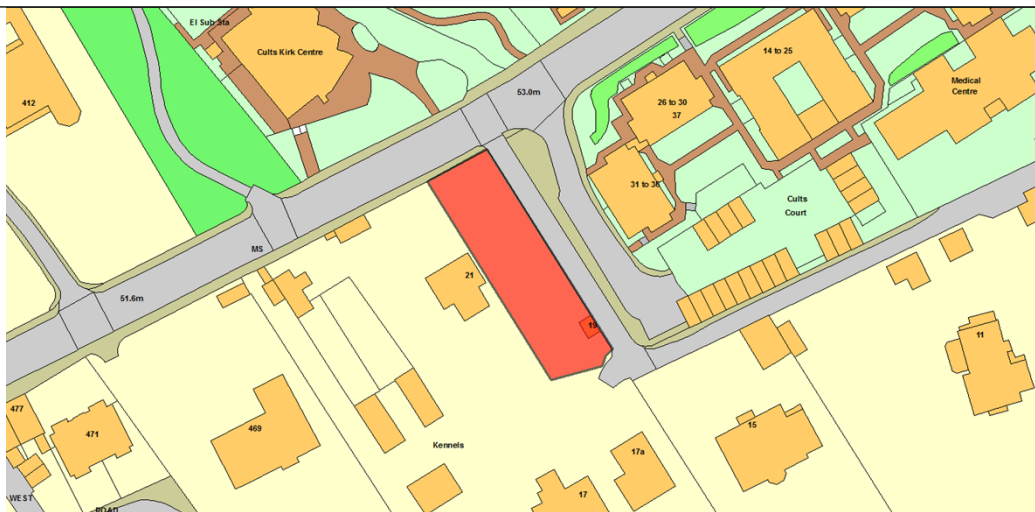 El Sub Sta
Cults Kirk Centre
14 to 25
412
53.0m
26 to 30
37
Medical
Centre
31 to 36
Cults
Court
MS
21
51.6m
19
11
477
471
469
15
Kennels
17a
17
WEST
ROAD